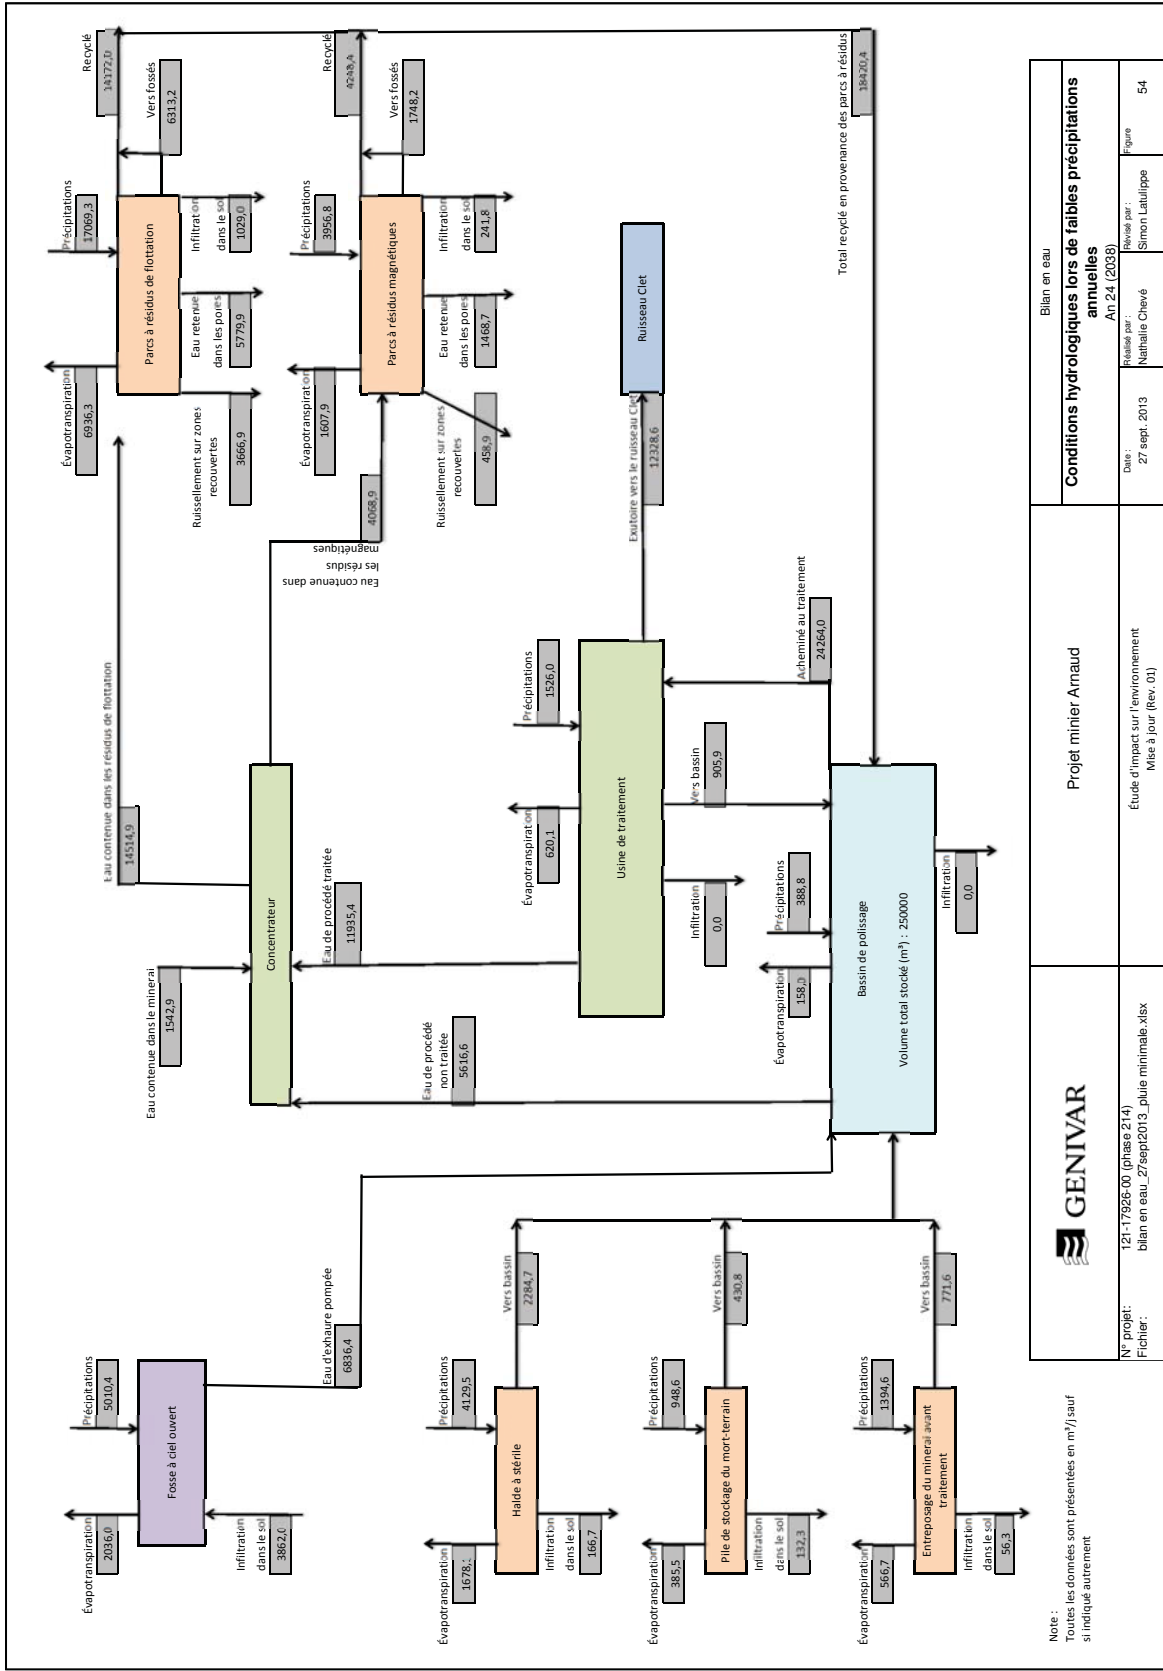 Évapotranspiration
2036,0
Précipitations
5010,4
Fosse à ciel ouvert
Infiltration
dans le sol
3862,0
Eau d'exhaure pompée
6836,4
Évapotranspiration
Précipitations
4129,5
Halde à stérile
Infiltration
dans le sol
166,7
Vers bassin
2284,7
Évapotranspiration
385,5
Précipitations
948,6
Pile de stockage du mort-terrain
Infiltration
dans le sol
132,3
Vers bassin
430,8
Évapotranspiration
566,7
Précipitations
1394,6
Entreposage du minerai avant
traitement
Infiltration
dans le sol
56,3
Vers bassin
771,6
Eau contenue dans le minerai
1542,9
Concentrateur
Eau contenue dans les résidus de flottation
14514,9
Eau contenue dans
les résidus
magnétiques
4068,9
Eau de procédé
non traitée
5616,6
Eau de procédé traitée
11935,4
Évapotranspiration
620,1
Précipitations
1526,0
Usine de traitement
Infiltration
0,0
Vers bassin
905,9
Acheminé au traitement
24264,0
Évapotranspiration
158,0
Précipitations
388,8
Bassin de polissage
Volume total stocké (m³) : 250000
Infiltration
0,0
Exutoire vers le ruisseau Clet
12328,6
Ruisseau Clet
Évapotranspiration
6936,3
Précipitations
17069,3
Parcs à résidus de flottation
Ruissellement sur zones
recouvertes
3666,9
Eau retenue
dans les pores
5779,9
Infiltration
dans le sol
1029,0
Vers fossés
6313,2
Recyclé
14172,0
Évapotranspiration
1607,9
Précipitations
3956,8
Parcs à résidus magnétiques
Ruissellement sur zones
recouvertes
458,9
Eau retenue
dans les pores
1468,7
Infiltration
dans le sol
241,8
Vers fossés
1748,2
Recyclé
4248,4
Total recyclé en provenance des parcs à résidus
18420,4
Note :
Toutes les données sont présentées en m³/j sauf
si indiqué autrement
GENIVAR
N° projet: 121-17926-00 (phase 214)
Fichier: bilan en eau_27sept2013_pluie minimale.xlsx
Projet minier Arnaud
Étude d'impact sur l'environnement
Mise à jour (Rev. 01)
Bilan en eau
Conditions hydrologiques lors de faibles précipitations
annuelles
An 24 (2038)
Date :
27 sept. 2013
Réalisé par :
Nathalie Chevé
Révisé par :
Simon Latulippe
Figure
54